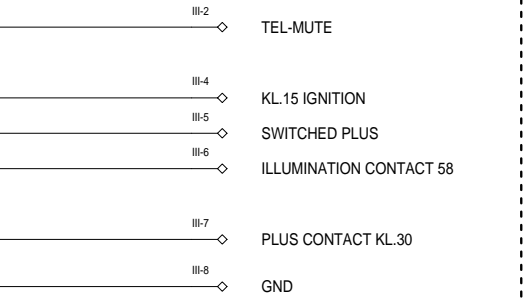 III-2
TEL-MUTE
III-4
KL.15 IGNITION
III-5
SWITCHED PLUS
III-6
ILLUMINATION CONTACT 58
III-7
PLUS CONTACT KL.30
III-8
GND